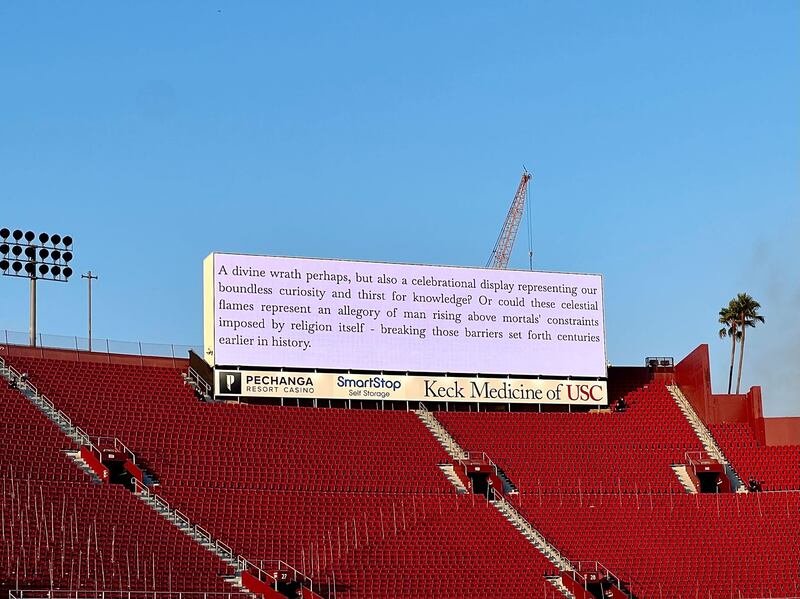 A divine wrath perhaps, but also a celebrational display representing our
boundless curiosity and thirst for knowledge? Or could these celestial
flames represent an allegory of man rising above mortals' constraints
imposed by religion itself - breaking those barriers set forth centuries
earlier in history.
P PECHANGA
RESORT CASINO
SmartStop
Self Storage
Keck Medicine of USC
27
28